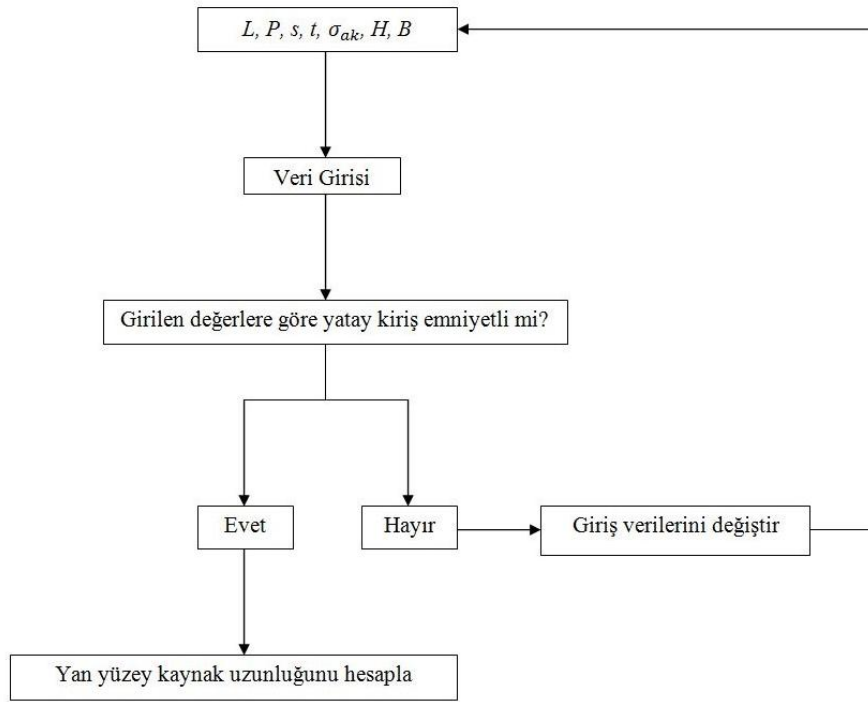 L, P, s, t, σak, H, B
Veri Girisi
Girilen değerlere göre yatay kiriş emniyetli mi?
Evet
Hayır
Giriş verilerini değiştir
Yan yüzey kaynak uzunluğunu hesapla